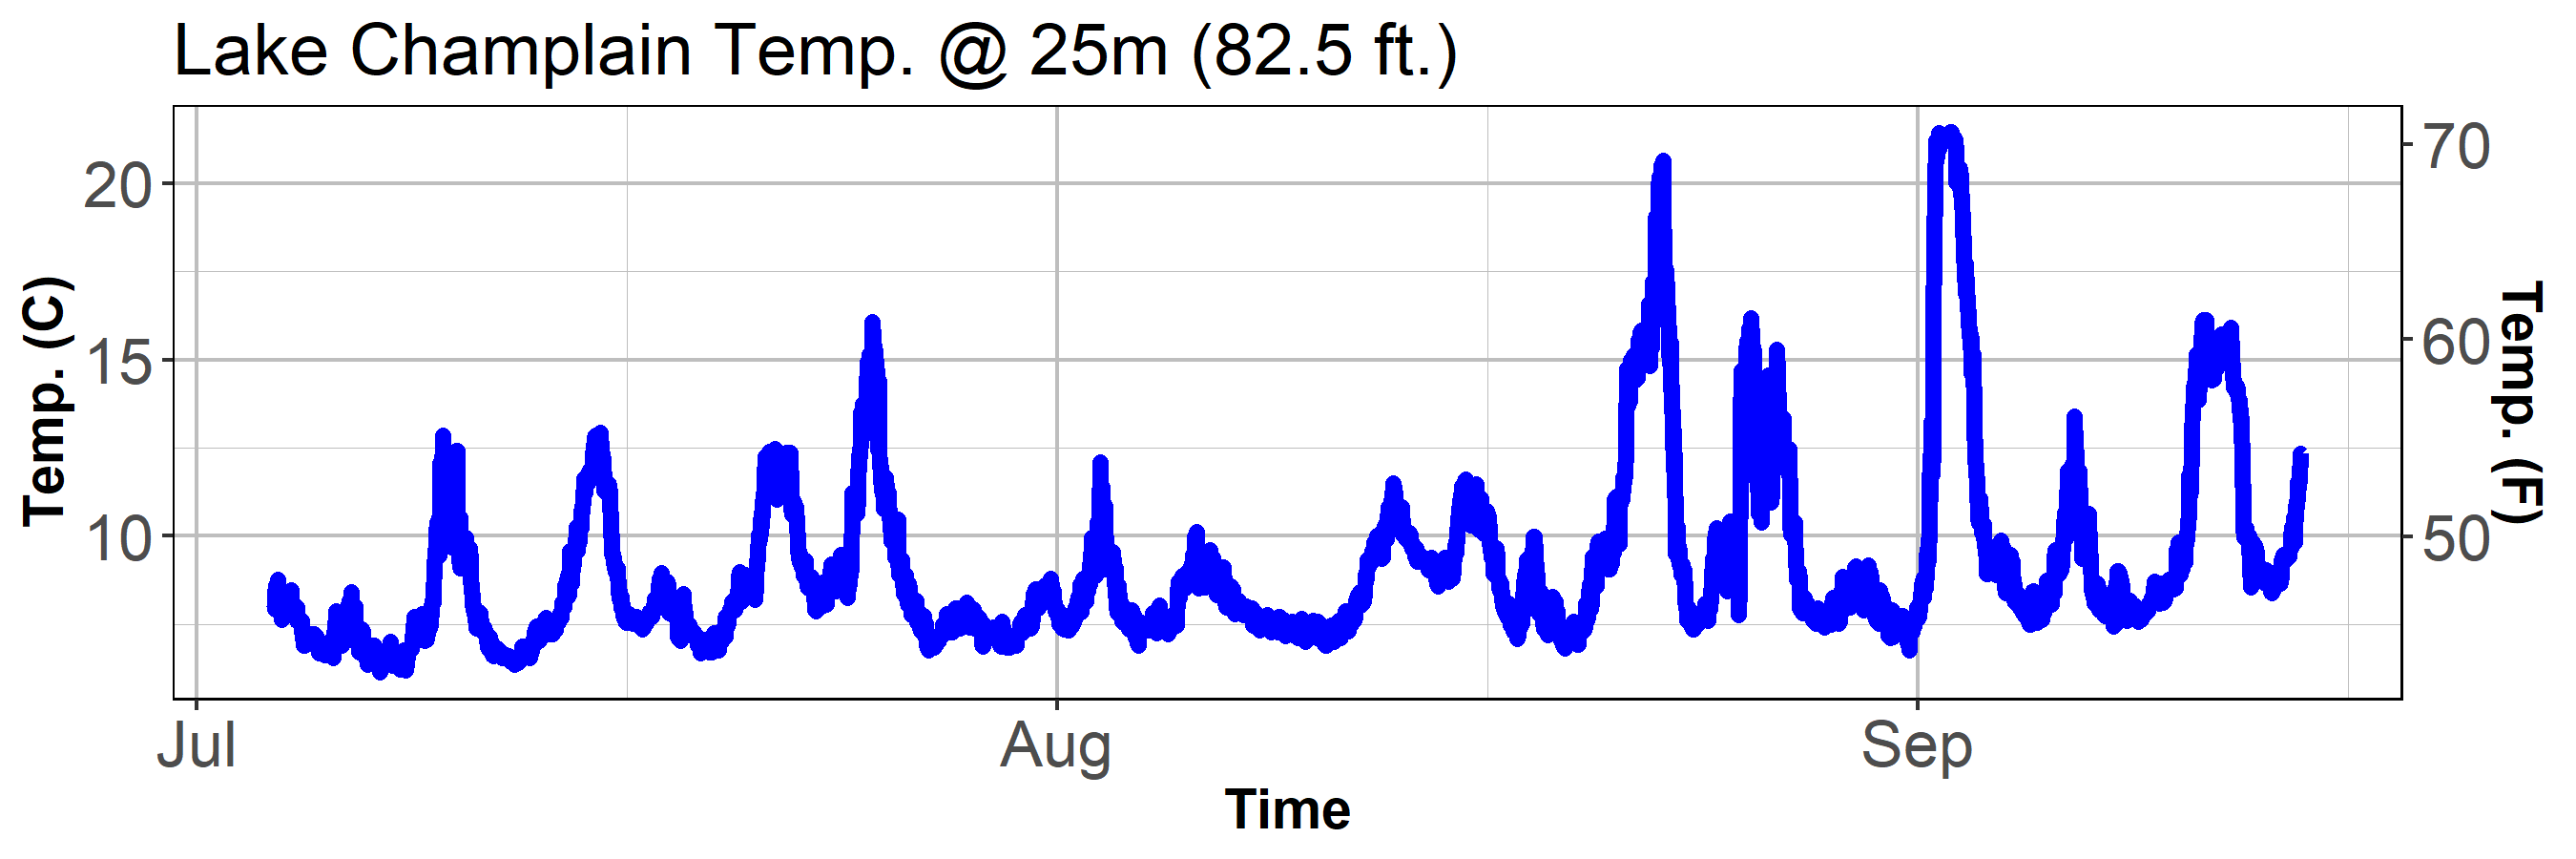 Lake Champlain Temp. @ 25m (82.5 ft.)
Temp. (C)
20
15
10
70
60
50
Temp. (F)
Jul
Aug
Sep
Time